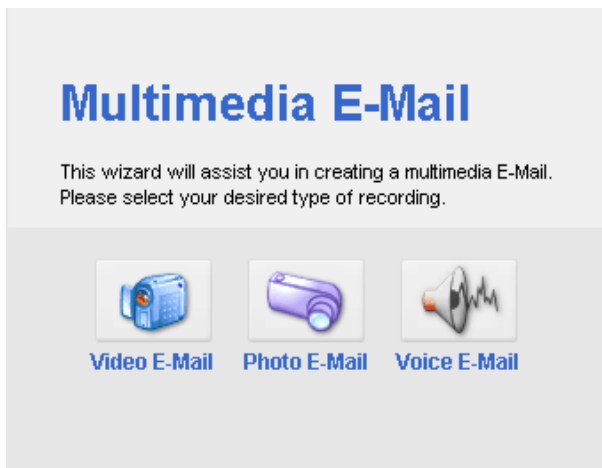 Multimedia E-Mail
This wizard will assist you in creating a multimedia E-Mail.
Please select your desired type of recording.
Video E-Mail Photo E-Mail Voice E-Mail